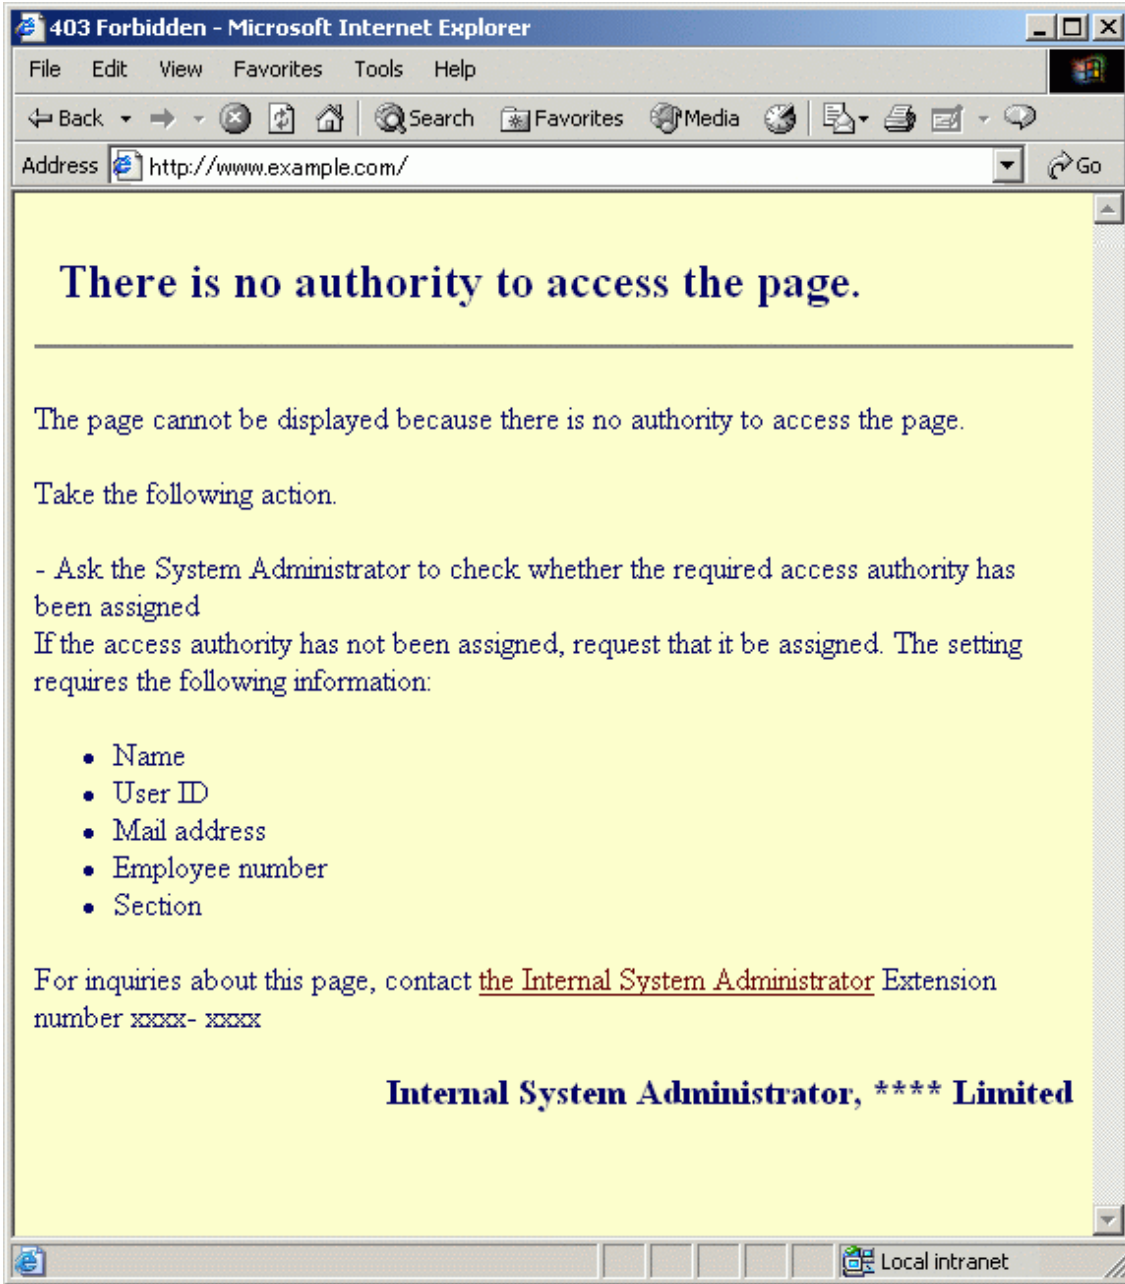 403 Forbidden - Microsoft Internet Explorer
File Edit View Favorites Tools Help
Back Search Favorites Media
Address http://www.example.com/ Go
There is no authority to access the page.
The page cannot be displayed because there is no authority to access the page.
Take the following action.
- Ask the System Administrator to check whether the required access authority has
been assigned
If the access authority has not been assigned, request that it be assigned. The setting
requires the following information:
• Name
• User ID
• Mail address
• Employee number
• Section
For inquiries about this page, contact the Internal System Administrator Extension
number xxxx- xxxx
Internal System Administrator, **** Limited
Local intranet